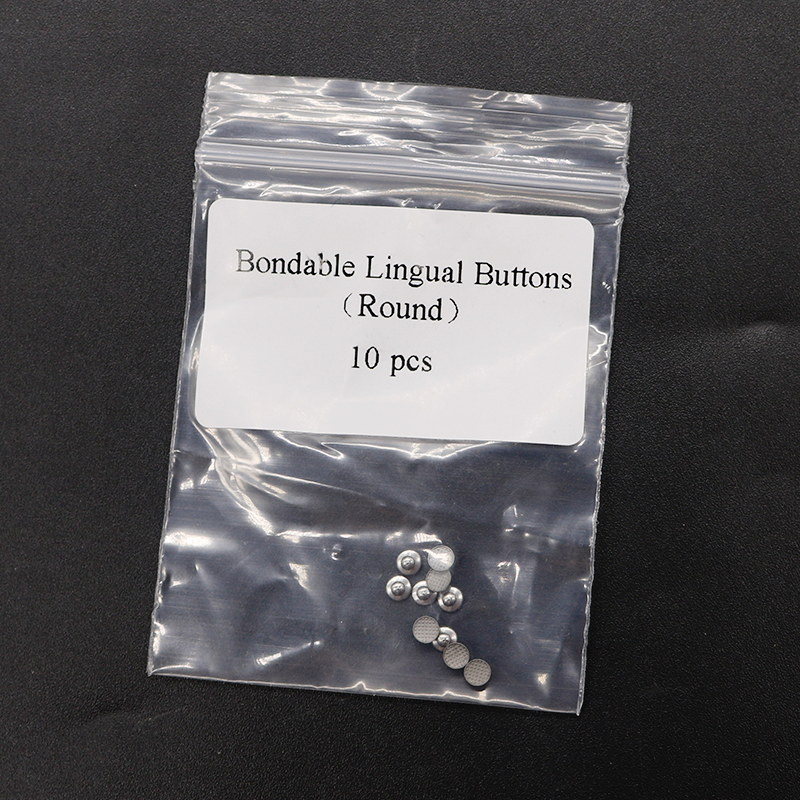 Bondable Lingual Buttons
（Round）
10 pcs